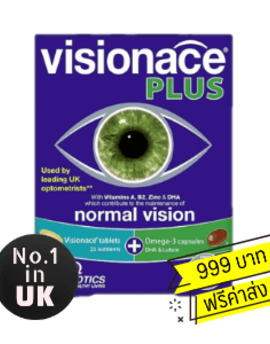 visionace®
PLUS
Used by
leading UK
optometrists**
With Vitamins A, B2, Zinc & DHA
which contribute to the maintenance of
normal vision
Visionace® tablets
Omega-3 capsules
DHA & Lutein
No.1
in
UK
999 บาท
ฟรีค่าส่ง